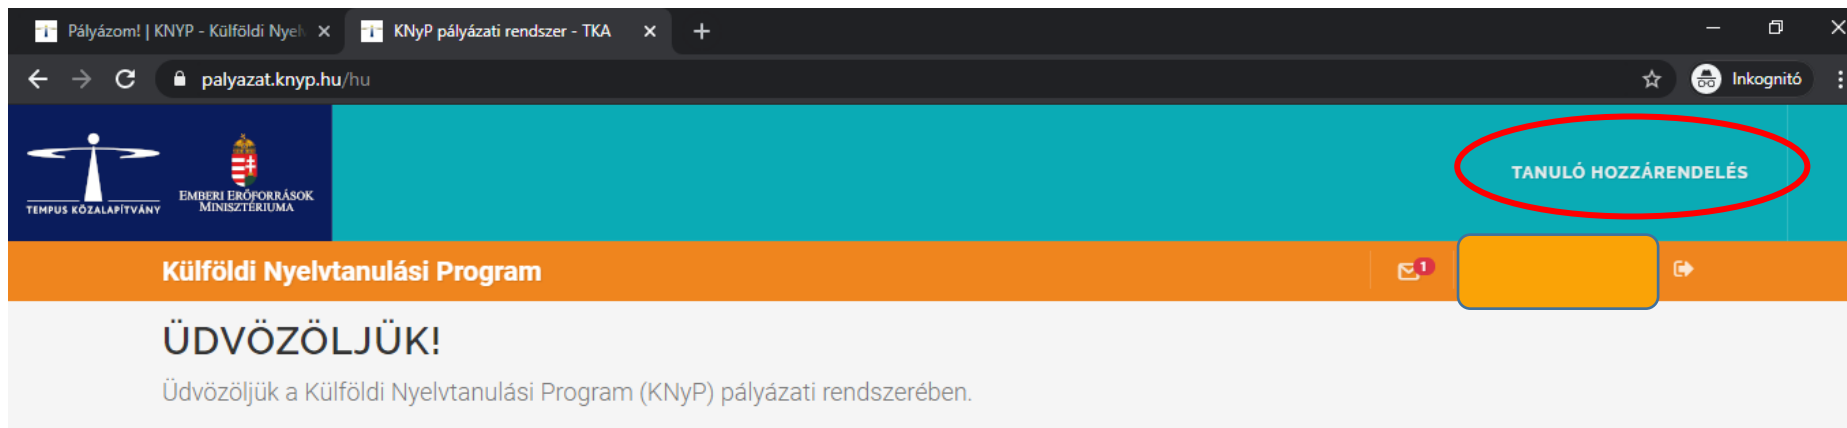 Pályázom! | KNYP - Külföldi Nyelv
KNyP pályázati rendszer - TKA
palyazat.knyp.hu/hu
Inkognitó
TEMPUS KÖZALAPÍTVÁNY
EMBERI ERŐFORRÁSOK
MINISZTÉRIUMA
TANULÓ HOZZÁRENDELÉS
Külföldi Nyelvtanulási Program
1
ÜDVÖZÖLJÜK!
Üdvözöljük a Külföldi Nyelvtanulási Program (KNyP) pályázati rendszerében.